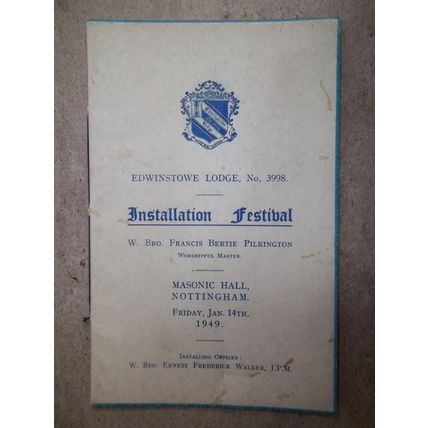 EDWINSTOWE LODGE, No. 3998.
Installation Festival
W. BRO. FRANCIS BERTIE PILKINGTON
WORSHIPFUL MASTER.
MASONIC HALL,
NOTTINGHAM.
FRIDAY, JAN. 14TH,
1949.
INSTALLING OFFICER:
W. BRO. ERNEST FREDERICK WALKER, I.P.M.